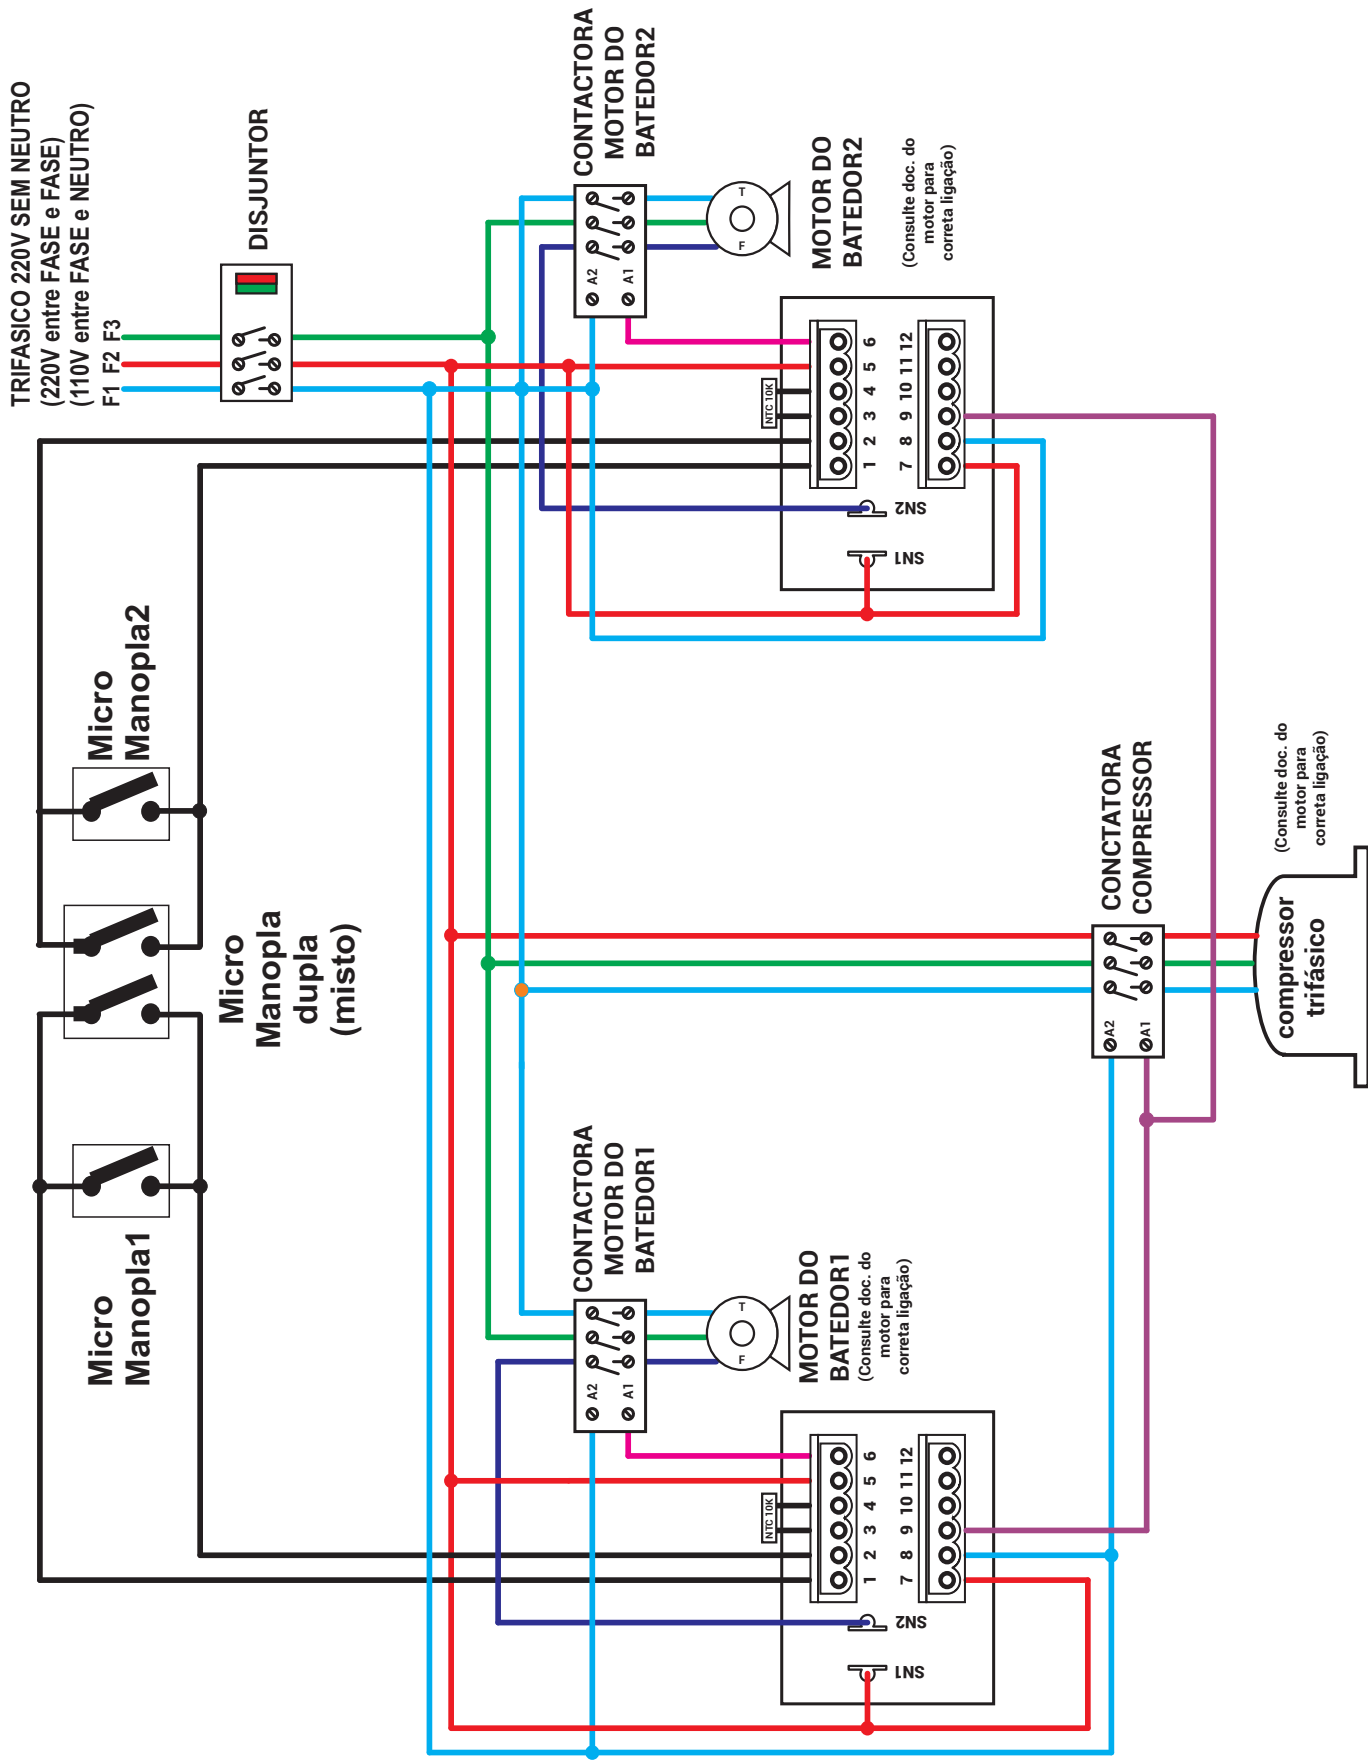 TRIFASICO 220V SEM NEUTRO
(220V entre FASE e FASE)
(110V entre FASE e NEUTRO)
F1 F2 F3
DISJUNTOR
CONTACTORA
MOTOR DO
BATEDOR2
A2
A1
F
T
MOTOR DO
BATEDOR2
(Consulte doc. do
motor para
correta ligação)
NTC 10K
1 2 3 4 5 6
7 8 9 10 11 12
SN1
SN2
Micro
Manopla2
Micro
Manopla
dupla
(misto)
Micro
Manopla1
CONTACTORA
MOTOR DO
BATEDOR1
A2
A1
F
T
MOTOR DO
BATEDOR1
(Consulte doc. do
motor para
correta ligação)
NTC 10K
1 2 3 4 5 6
7 8 9 10 11 12
SN1
SN2
CONCTATORA
COMPRESSOR
A2
A1
(Consulte doc. do
motor para
correta ligação)
compressor
trifásico